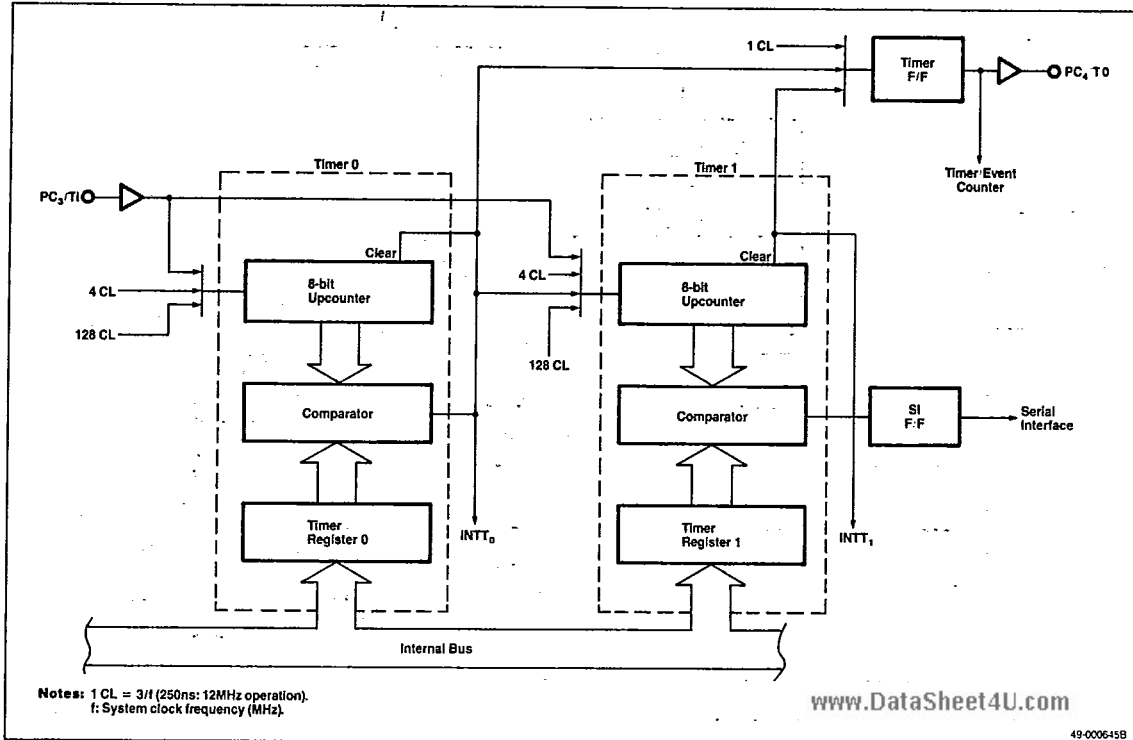 1 CL
Timer
F/F
PC₄ T0
Timer Event
Counter
Timer 0
Timer 1
PC₃/TI
Clear
Clear
4 CL
128 CL
8-bit
Upcounter
4 CL
128 CL
8-bit
Upcounter
Comparator
Comparator
SI
F/F
Serial
Interface
Timer
Register 0
INTT₀
Timer
Register 1
INTT₁
Internal Bus
Notes: 1 CL = 3/f (250ns: 12MHz operation).
f: System clock frequency (MHz).
www.DataSheet4U.com
49-000645B